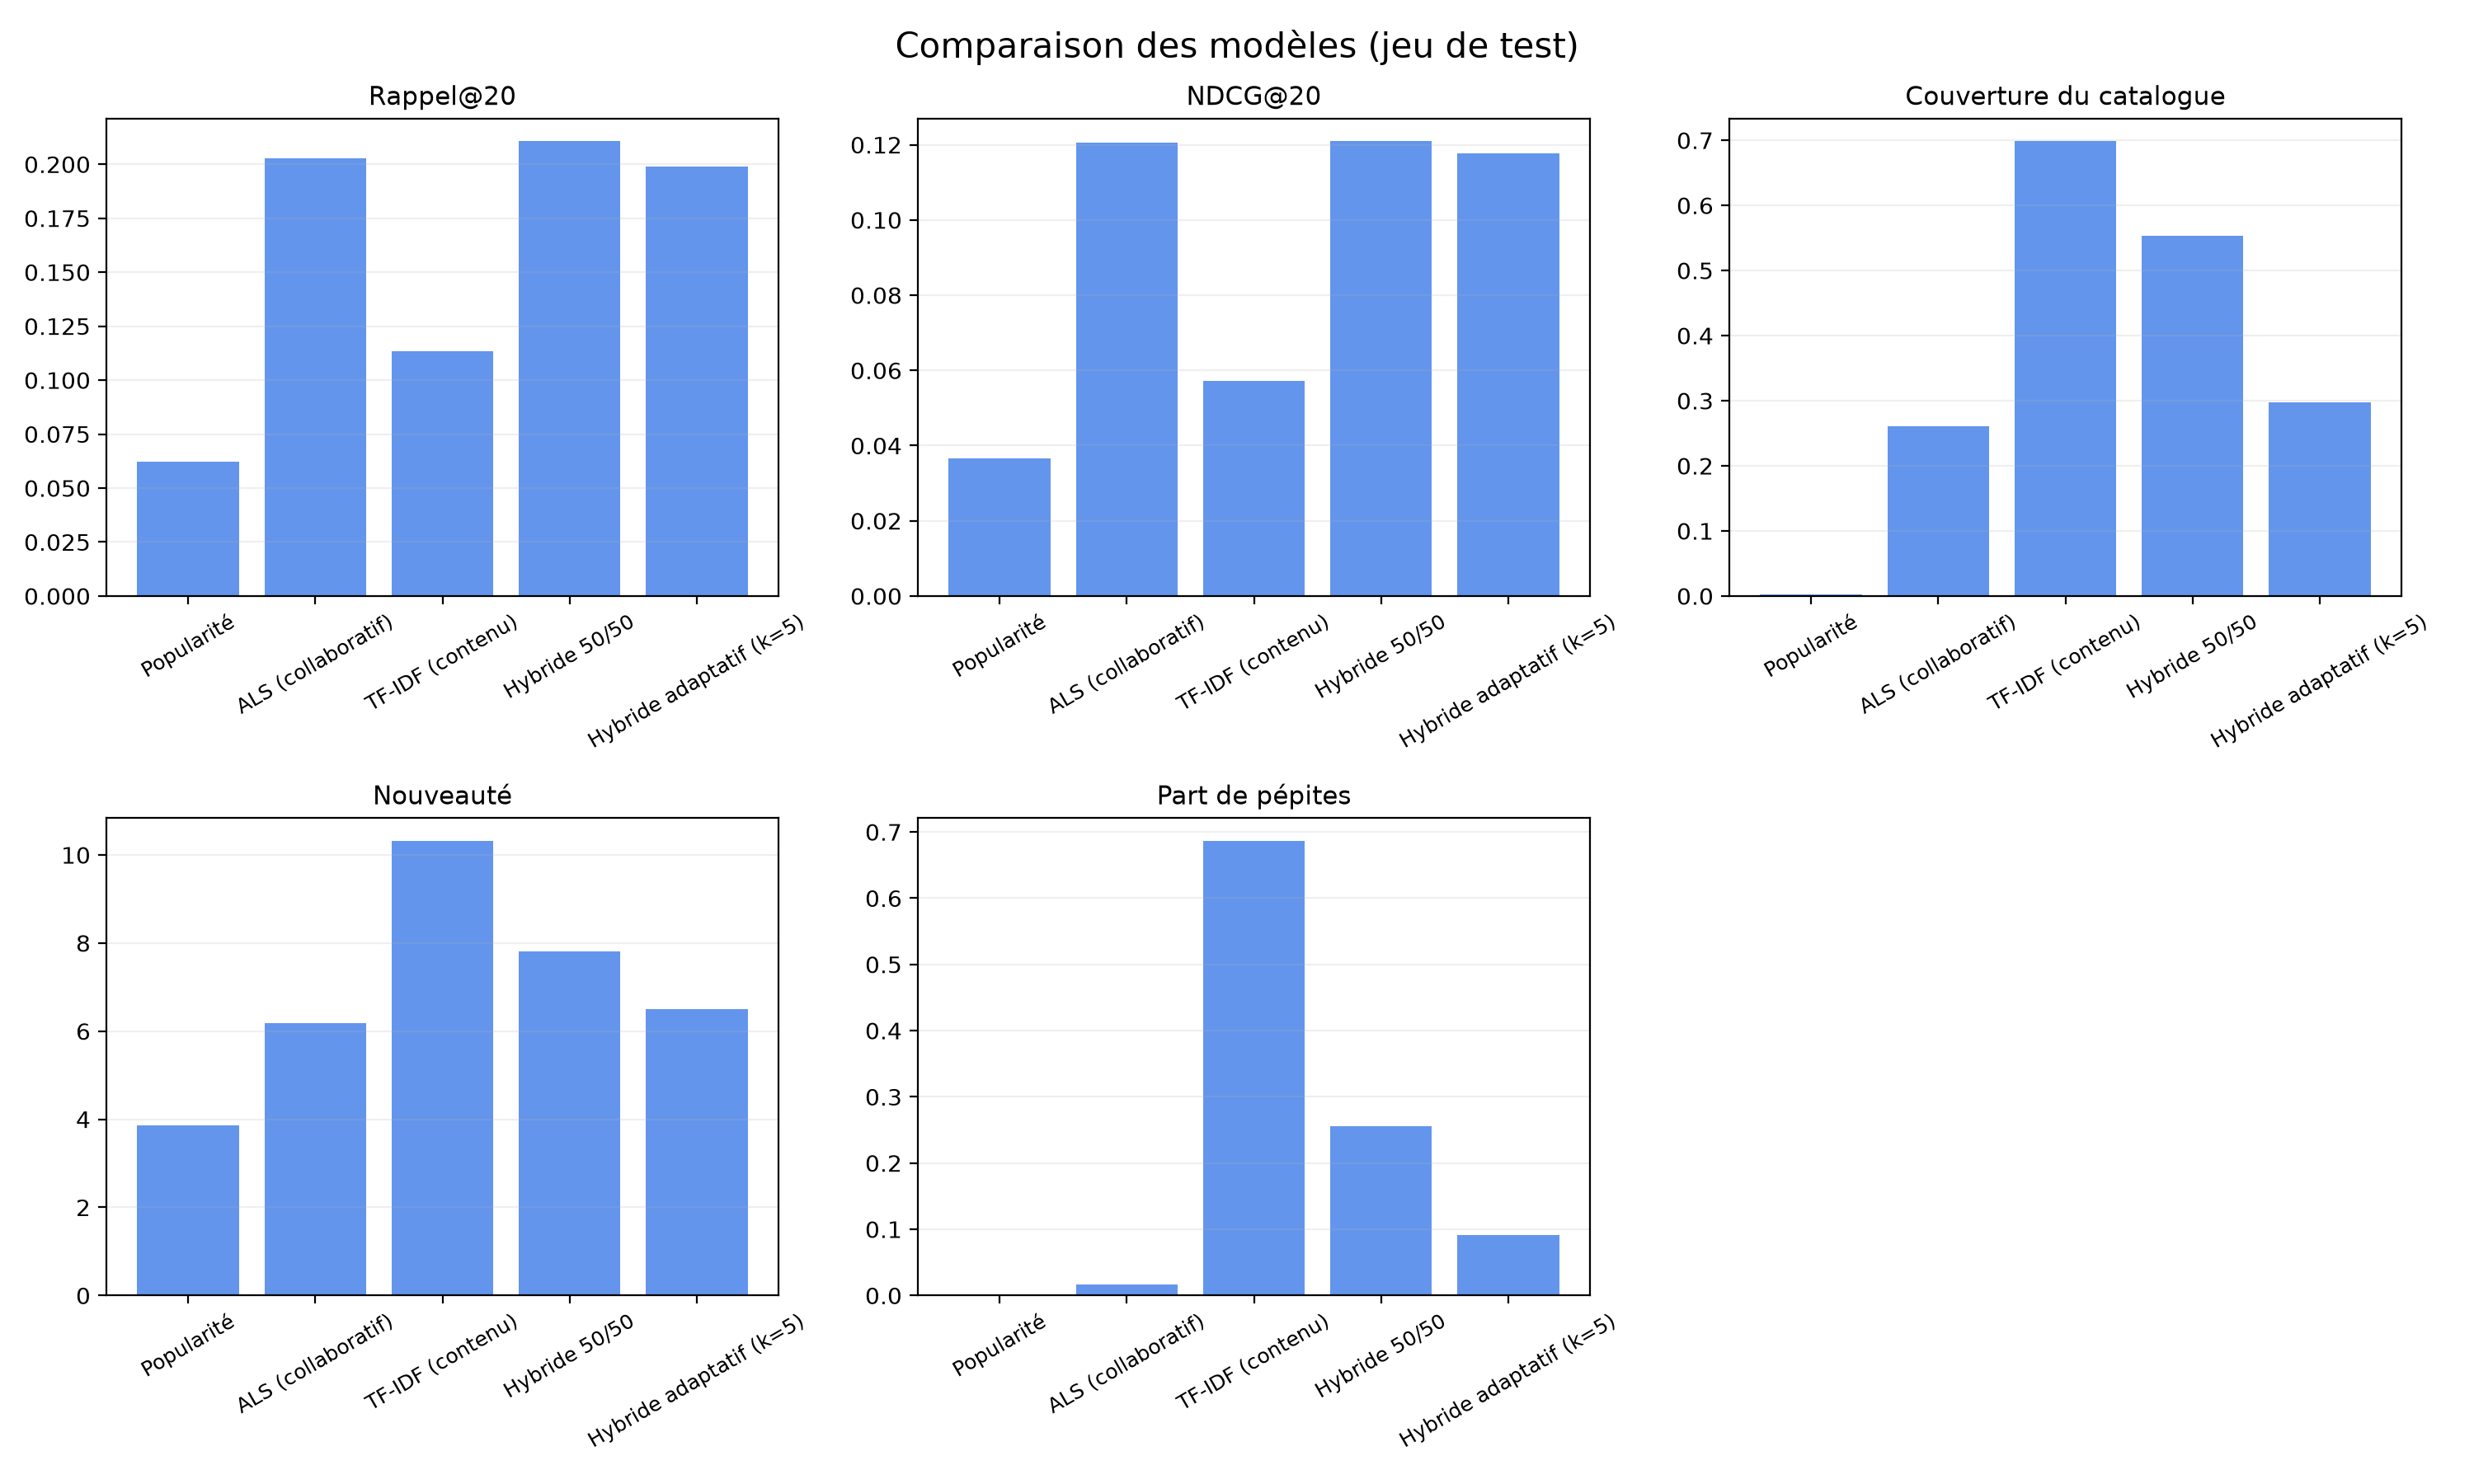 Comparaison des modèles (jeu de test)
Rappel@20
0.200
0.175
0.150
0.125
0.100
0.075
0.050
0.025
0.000
Popularité
ALS (collaboratif)
TF-IDF (contenu)
Hybride 50/50
Hybride adaptatif (k=5)
NDCG@20
0.12
0.10
0.08
0.06
0.04
0.02
0.00
Popularité
ALS (collaboratif)
TF-IDF (contenu)
Hybride 50/50
Hybride adaptatif (k=5)
Couverture du catalogue
0.7
0.6
0.5
0.4
0.3
0.2
0.1
0.0
Popularité
ALS (collaboratif)
TF-IDF (contenu)
Hybride 50/50
Hybride adaptatif (k=5)
Nouveauté
10
8
6
4
2
0
Popularité
ALS (collaboratif)
TF-IDF (contenu)
Hybride 50/50
Hybride adaptatif (k=5)
Part de pépites
0.7
0.6
0.5
0.4
0.3
0.2
0.1
0.0
Popularité
ALS (collaboratif)
TF-IDF (contenu)
Hybride 50/50
Hybride adaptatif (k=5)